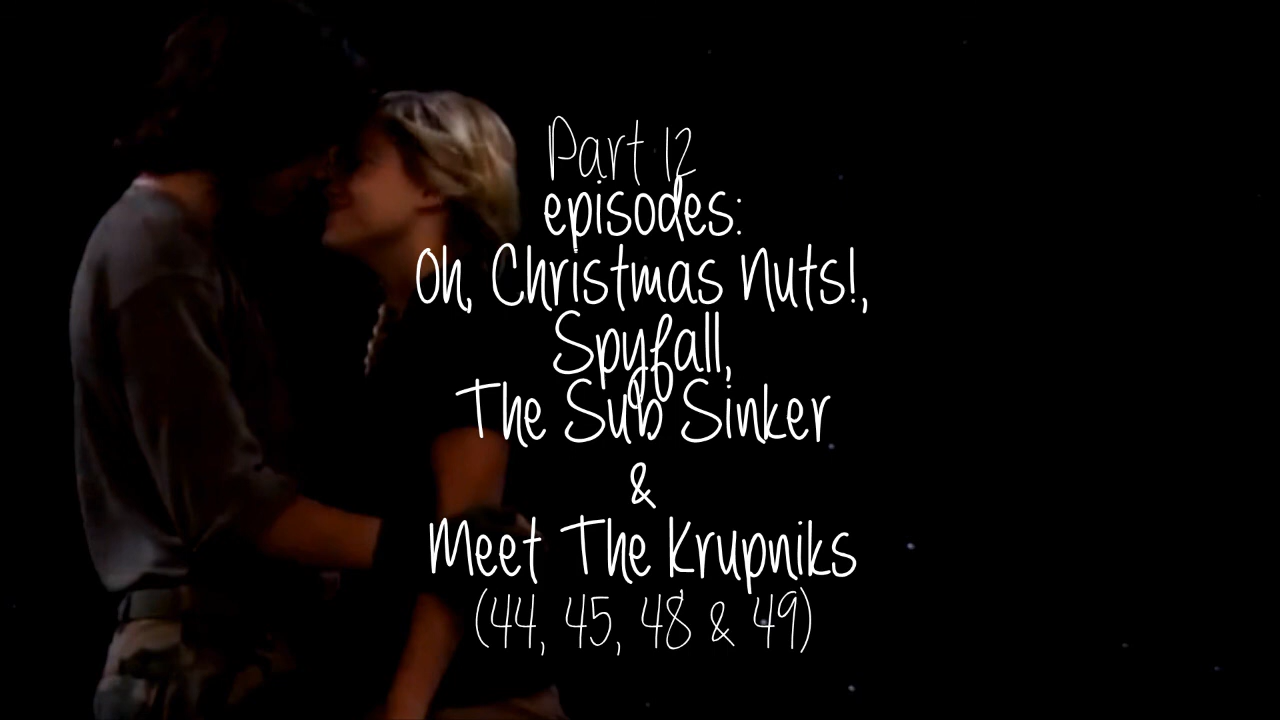 Part 12
episodes:
Oh, Christmas Nuts!,
Spyfall,
The Sub Sinker
&
Meet The Krupniks
(44, 45, 48 & 49)